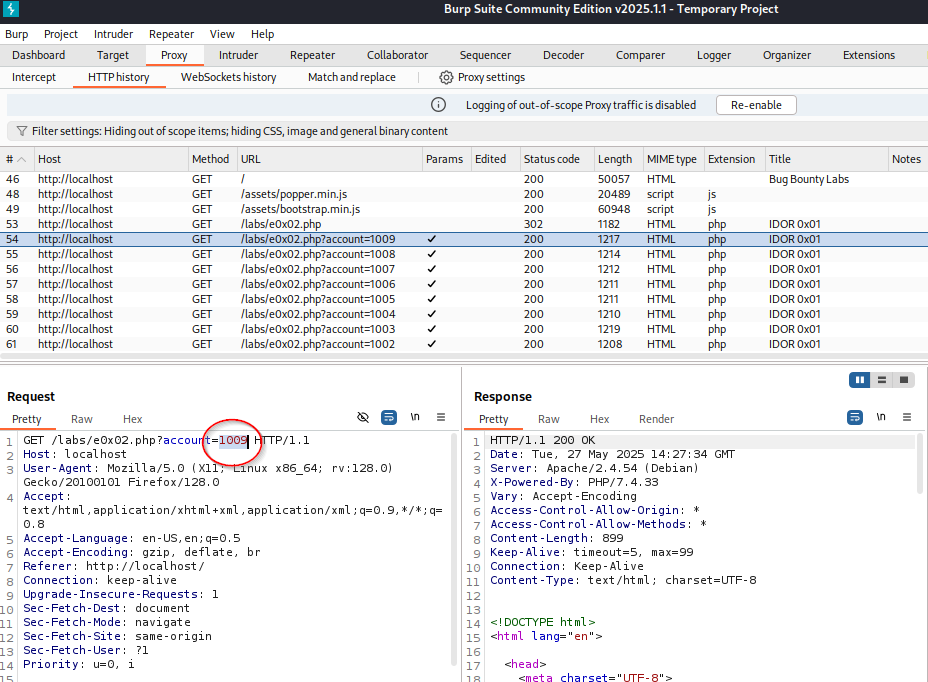 Burp Suite Community Edition v2025.1.1 - Temporary Project
Burp Project Intruder Repeater View Help
Dashboard Target Proxy Intruder Repeater Collaborator Sequencer Decoder Comparer Logger Organizer Extensions
Intercept HTTP history WebSockets history Match and replace Proxy settings
Logging of out-of-scope Proxy traffic is disabled Re-enable
Filter settings: Hiding out of scope items; hiding CSS, image and general binary content
# Host Method URL Params Edited Status code Length MIME type Extension Title Notes
46 http://localhost GET / 200 50057 HTML Bug Bounty Labs
48 http://localhost GET /assets/popper.min.js 200 20489 script js
49 http://localhost GET /assets/bootstrap.min.js 200 60948 script js
53 http://localhost GET /labs/e0x02.php 302 1182 HTML php IDOR 0x01
54 http://localhost GET /labs/e0x02.php?account=1009 ✓ 200 1217 HTML php IDOR 0x01
55 http://localhost GET /labs/e0x02.php?account=1008 ✓ 200 1214 HTML php IDOR 0x01
56 http://localhost GET /labs/e0x02.php?account=1007 ✓ 200 1212 HTML php IDOR 0x01
57 http://localhost GET /labs/e0x02.php?account=1006 ✓ 200 1211 HTML php IDOR 0x01
58 http://localhost GET /labs/e0x02.php?account=1005 ✓ 200 1211 HTML php IDOR 0x01
59 http://localhost GET /labs/e0x02.php?account=1004 ✓ 200 1210 HTML php IDOR 0x01
60 http://localhost GET /labs/e0x02.php?account=1003 ✓ 200 1219 HTML php IDOR 0x01
61 http://localhost GET /labs/e0x02.php?account=1002 ✓ 200 1208 HTML php IDOR 0x01
Request
Pretty Raw Hex \n
1 GET /labs/e0x02.php?account=1009 HTTP/1.1
2 Host: localhost
3 User-Agent: Mozilla/5.0 (X11; Linux x86_64; rv:128.0)
Gecko/20100101 Firefox/128.0
4 Accept:
text/html,application/xhtml+xml,application/xml;q=0.9,*/*;q=
0.8
5 Accept-Language: en-US,en;q=0.5
6 Accept-Encoding: gzip, deflate, br
7 Referer: http://localhost/
8 Connection: keep-alive
9 Upgrade-Insecure-Requests: 1
10 Sec-Fetch-Dest: document
11 Sec-Fetch-Mode: navigate
12 Sec-Fetch-Site: same-origin
13 Sec-Fetch-User: ?1
14 Priority: u=0, i
15
Response
Pretty Raw Hex Render \n
1 HTTP/1.1 200 OK
2 Date: Tue, 27 May 2025 14:27:34 GMT
3 Server: Apache/2.4.54 (Debian)
4 X-Powered-By: PHP/7.4.33
5 Vary: Accept-Encoding
6 Access-Control-Allow-Origin: *
7 Access-Control-Allow-Methods: *
8 Content-Length: 899
9 Keep-Alive: timeout=5, max=99
10 Connection: Keep-Alive
11 Content-Type: text/html; charset=UTF-8
12
13
14 <!DOCTYPE html>
15 <html lang="en">
16
17 <head>
18 <meta charset="UTF-8">